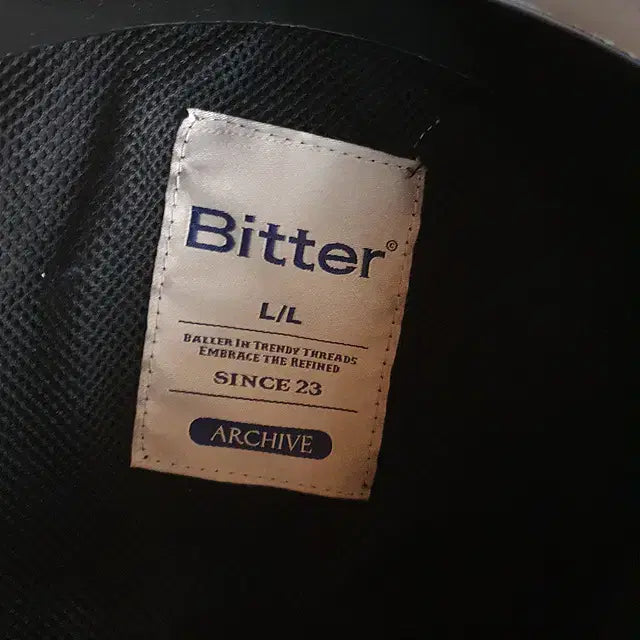 Bitter©
L/L
BALLER IN TRENDY THREADS
EMBRACE THE REFINED
SINCE 23
ARCHIVE